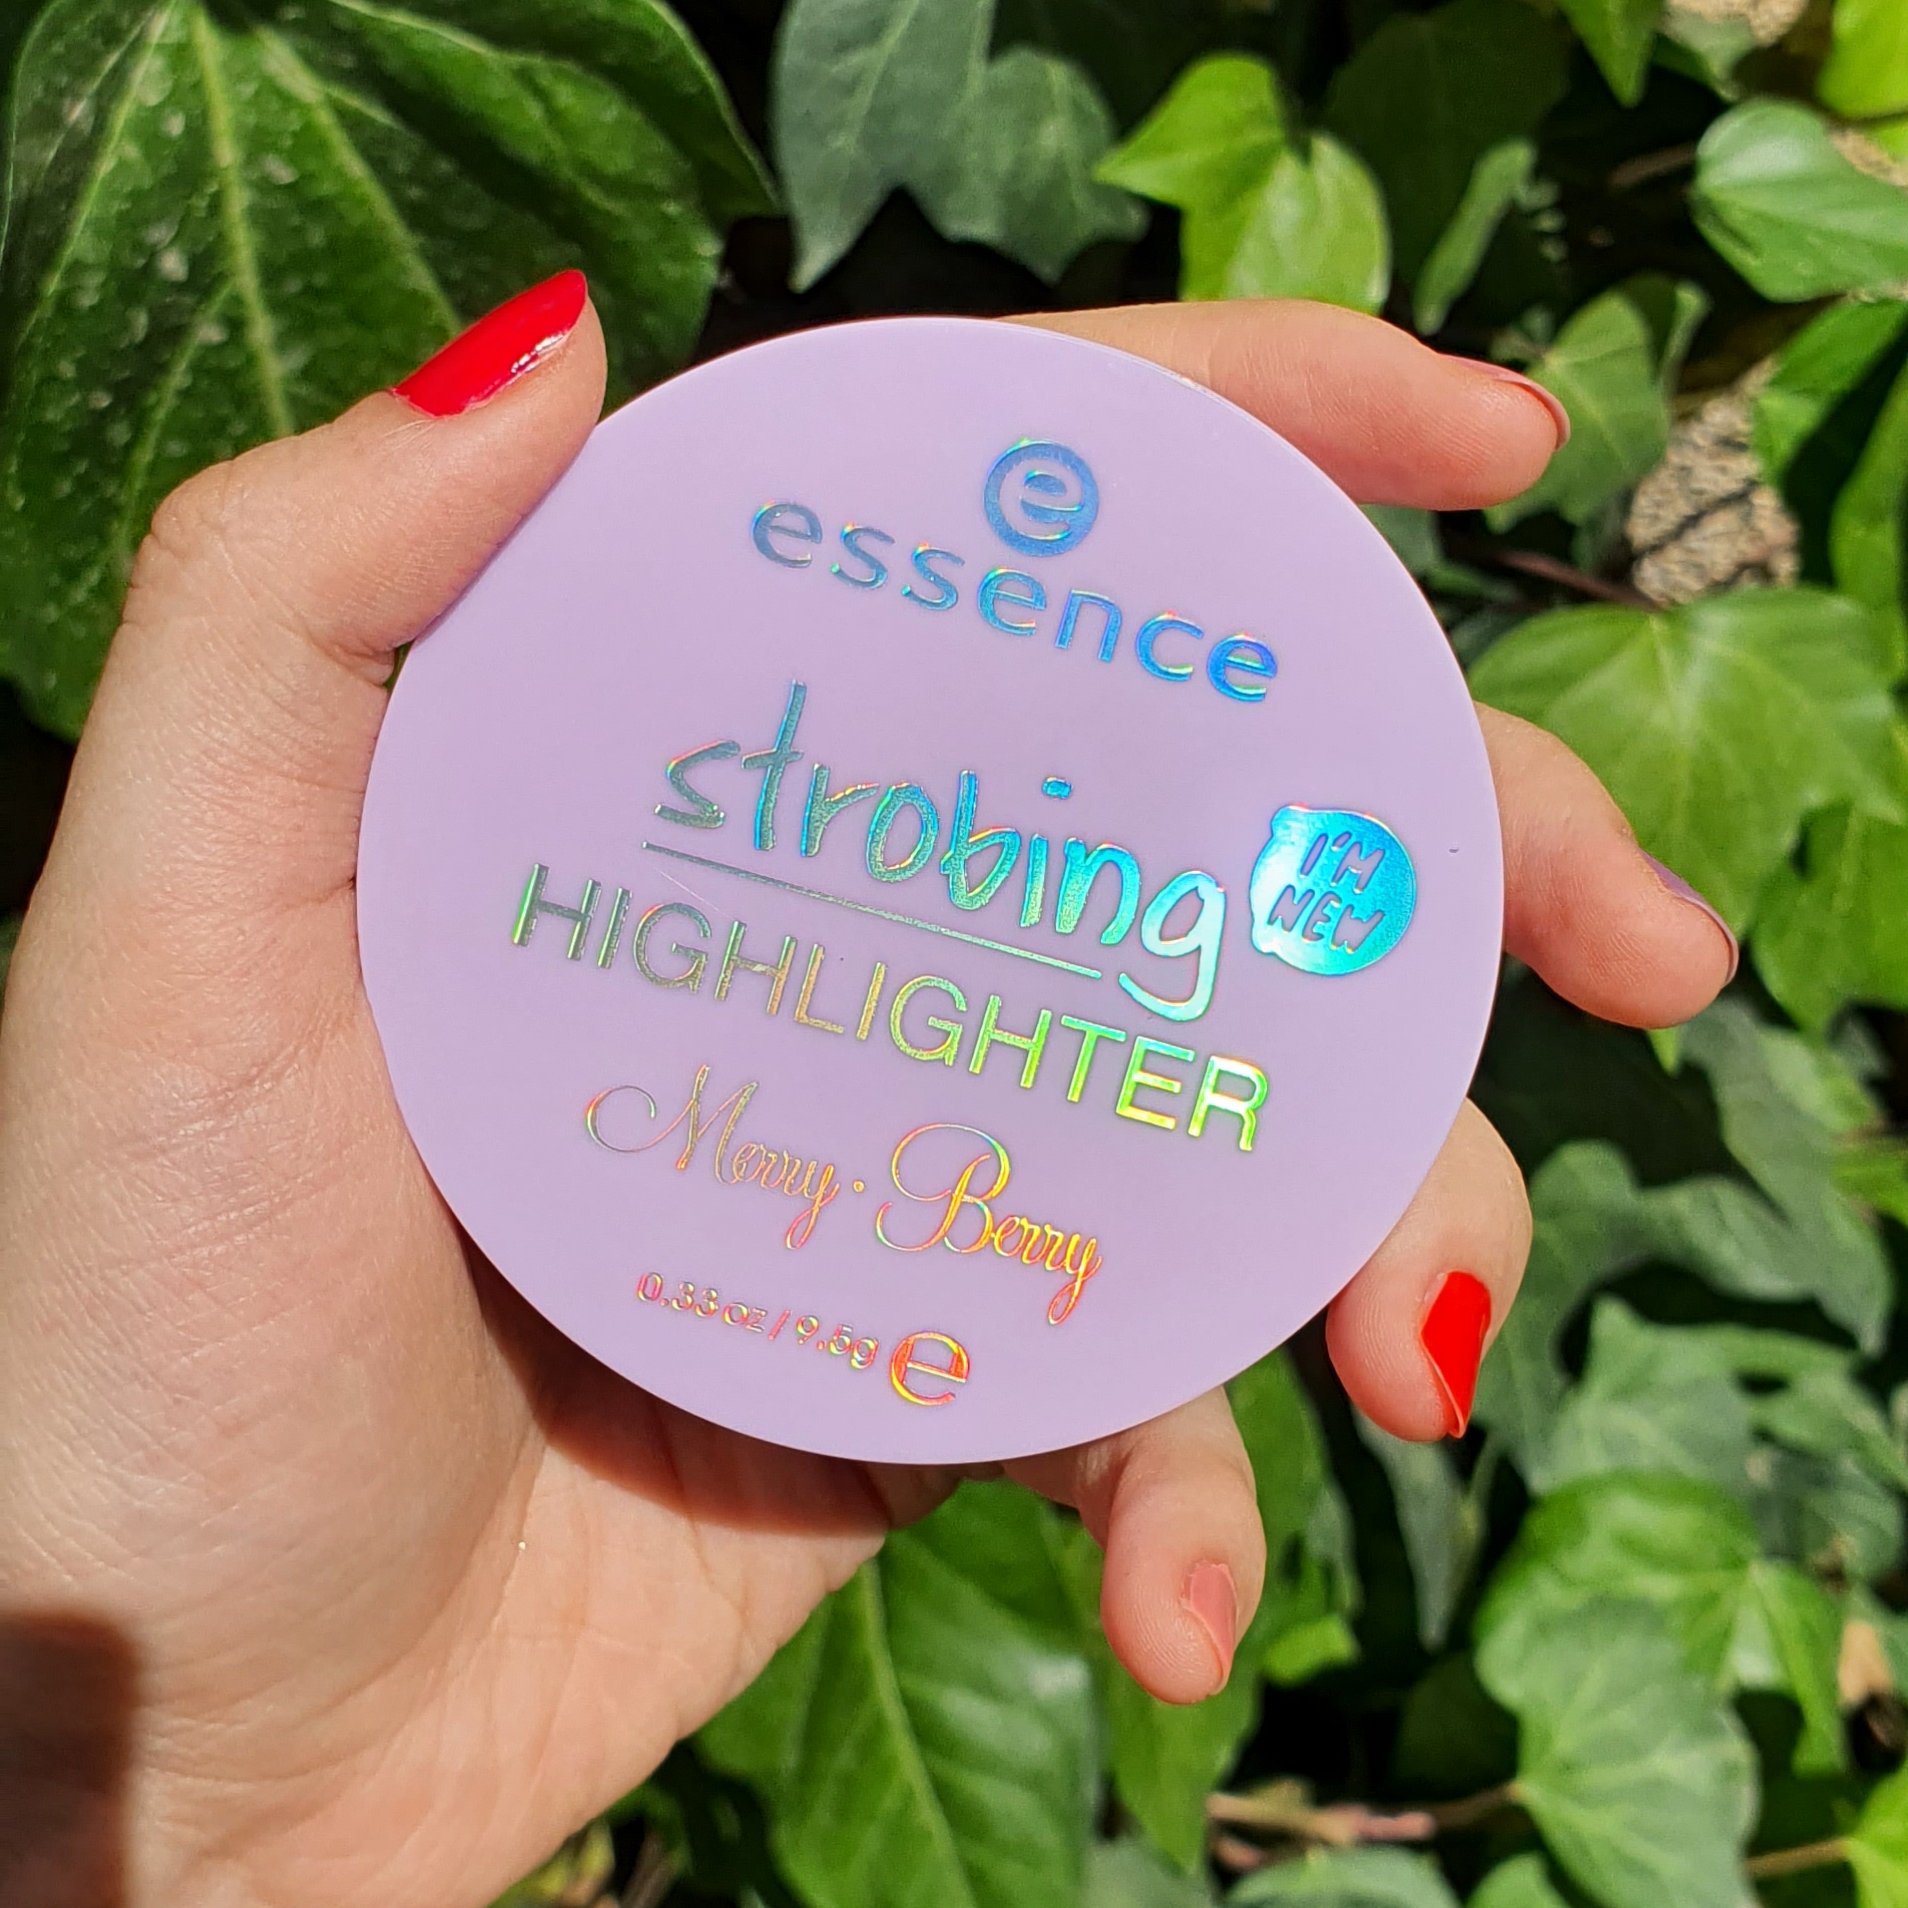 e
essence
strobing
I'M
NEW
HIGHLIGHTER
Merry • Berry
0.33 oz / 9.5g e